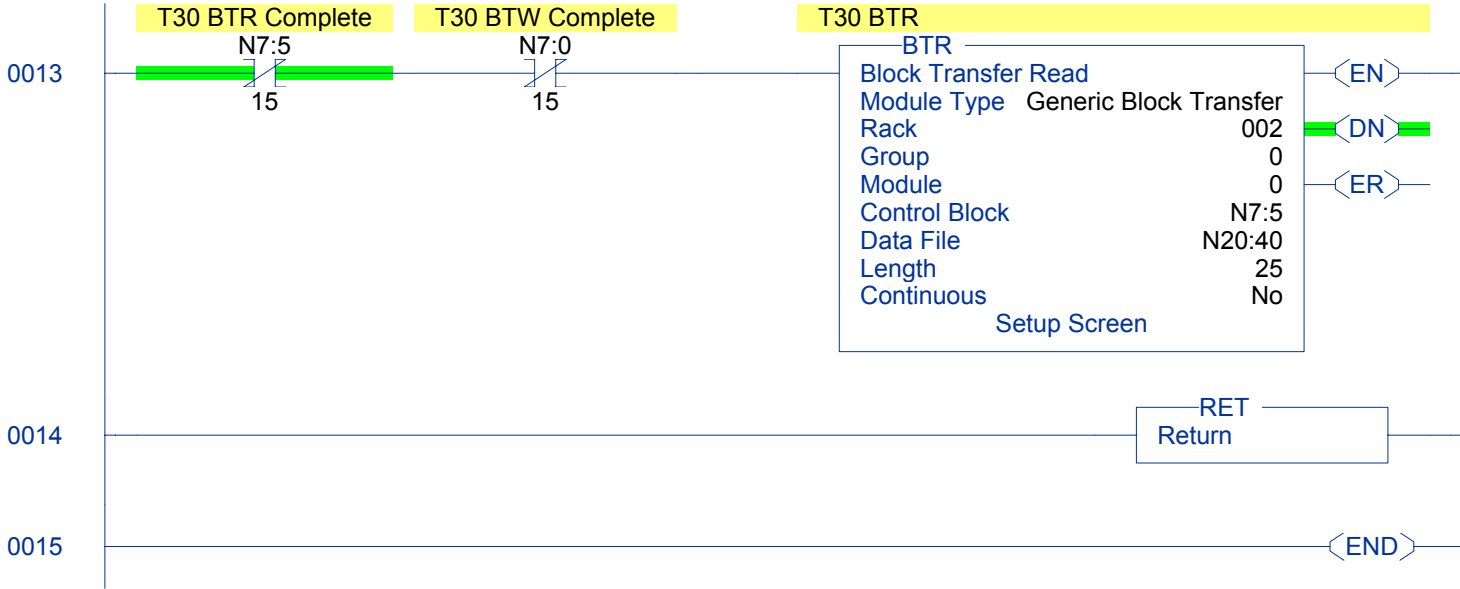 T30 BTR Complete T30 BTW Complete T30 BTR
N7:5 N7:0 BTR
0013 Block Transfer Read EN
15 15
Module Type Generic Block Transfer
Rack 002 DN
Group 0
Module 0 ER
Control Block N7:5
Data File N20:40
Length 25
Continuous No
Setup Screen
RET
0014 Return
0015 END